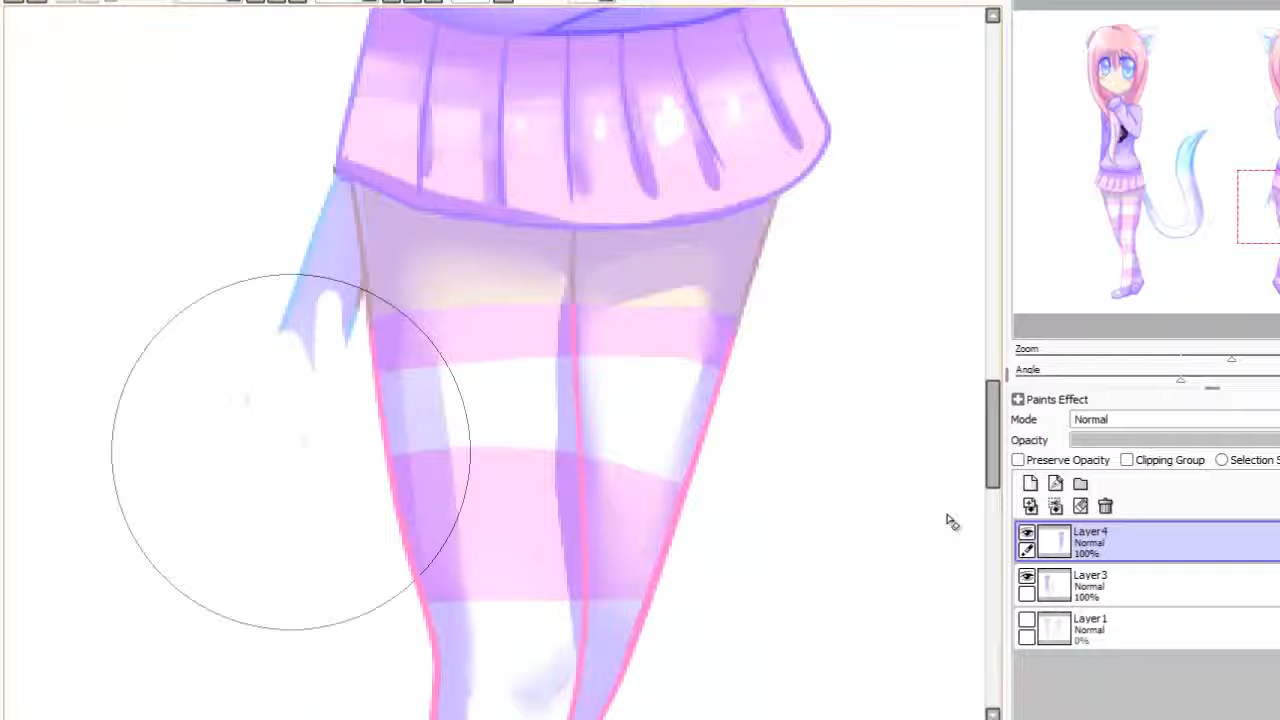 Zoom
Angle
Paints Effect
Mode Normal
Opacity
Preserve Opacity Clipping Group Selection S
Layer4
Normal
100%
Layer3
Normal
100%
Layer1
Normal
0%